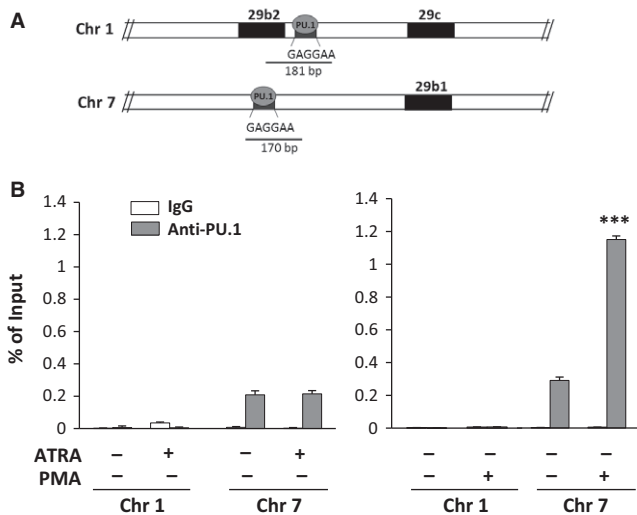 A
29b2 PU.1 29c
Chr 1
GAGGAA
181 bp
29b1
Chr 7 PU.1
GAGGAA
170 bp
B
IgG
Anti-PU.1
% of Input
1.4
1.2
1
0.8
0.6
0.4
0.2
0
1.4
1.2
1
0.8
0.6
0.4
0.2
0
***
ATRA – + – + – – – –
PMA – – – – – + – +
Chr 1 Chr 7 Chr 1 Chr 7